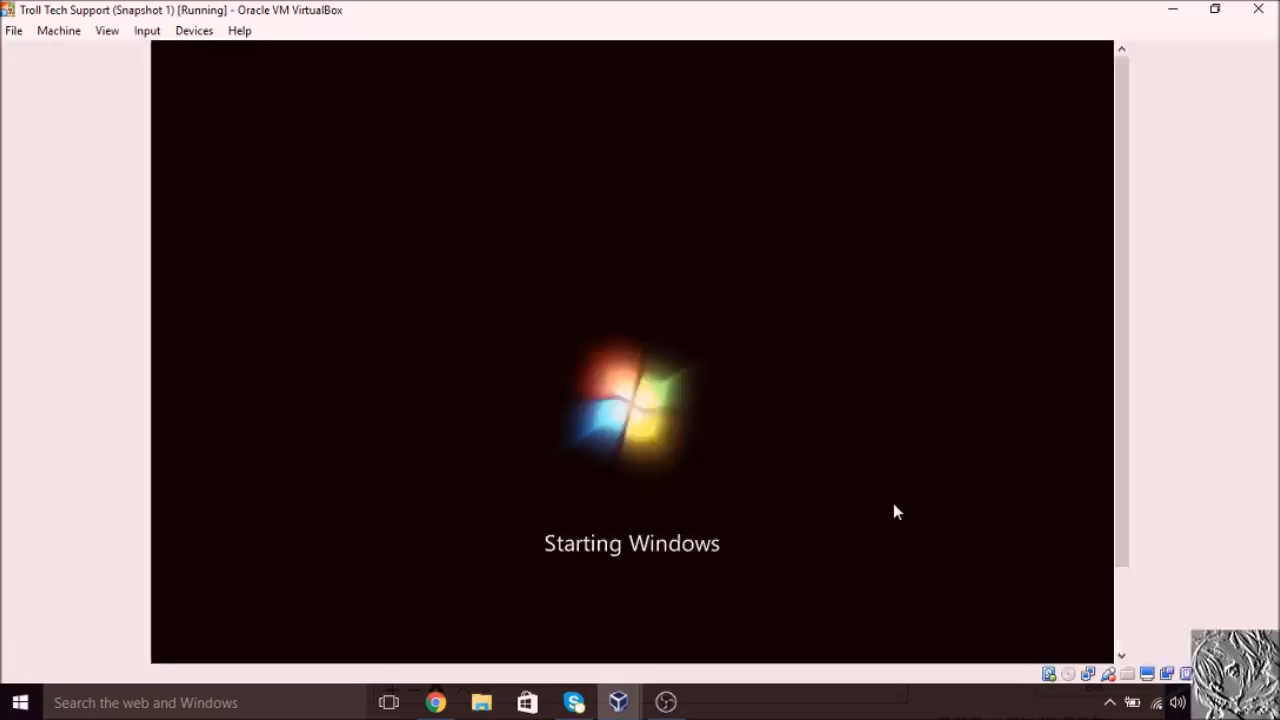 Troll Tech Support (Snapshot 1) [Running] - Oracle VM VirtualBox
File Machine View Input Devices Help
Starting Windows
Search the web and Windows